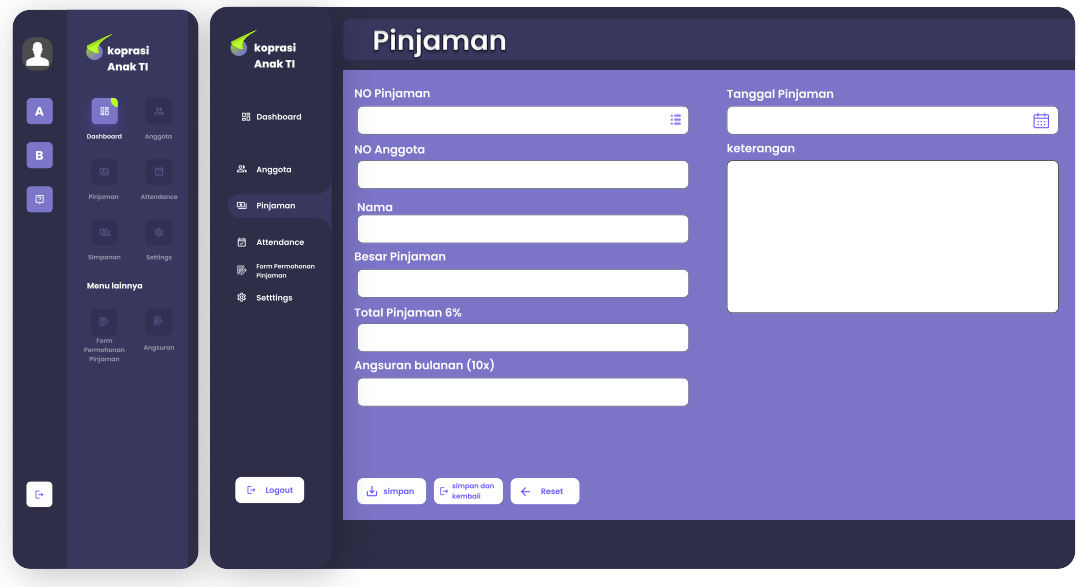 koprasi
Anak TI
A
B
Dashboard
Anggota
Pinjaman
Attendance
Simpanan
Settings
Menu lainnya
Form
Permohonan
Pinjaman
Angsuran
koprasi
Anak TI
Dashboard
Anggota
Pinjaman
Attendance
Form Permohonan
Pinjaman
Setttings
Logout
Pinjaman
NO Pinjaman
NO Anggota
Nama
Besar Pinjaman
Total Pinjaman 6%
Angsuran bulanan (10x)
Tanggal Pinjaman
keterangan
simpan
simpan dan
kembali
Reset